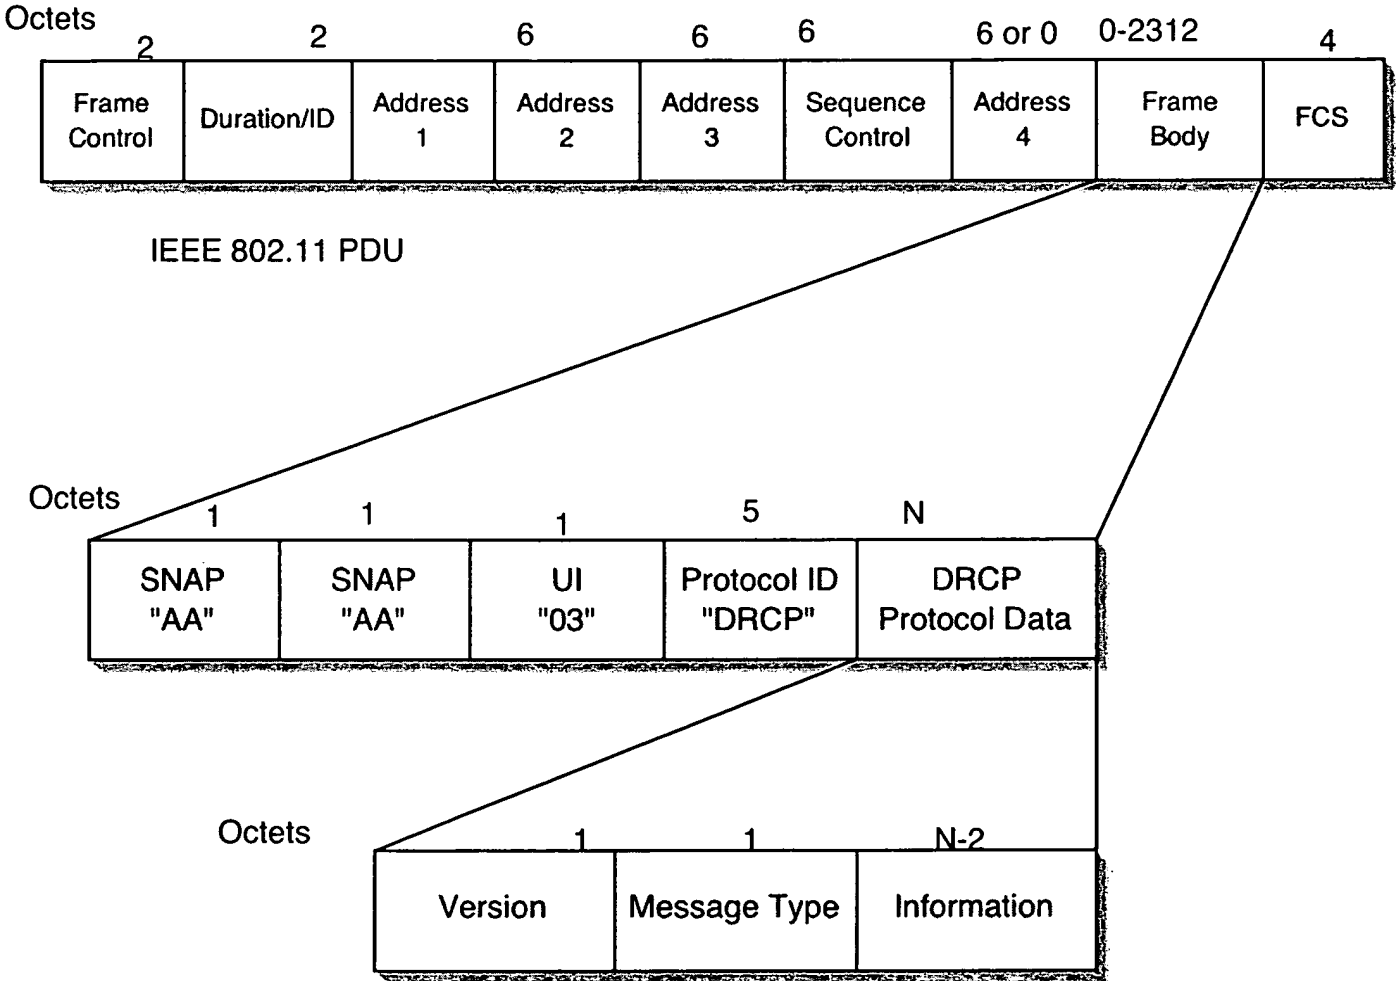 Octets
2 2 6 6 6 6 or 0 0-2312 4
Frame Control
Duration/ID
Address 1
Address 2
Address 3
Sequence Control
Address 4
Frame Body
FCS
IEEE 802.11 PDU
Octets
1 1 1 5 N
SNAP "AA"
SNAP "AA"
UI "03"
Protocol ID "DRCP"
DRCP Protocol Data
Octets
1 1 N-2
Version
Message Type
Information